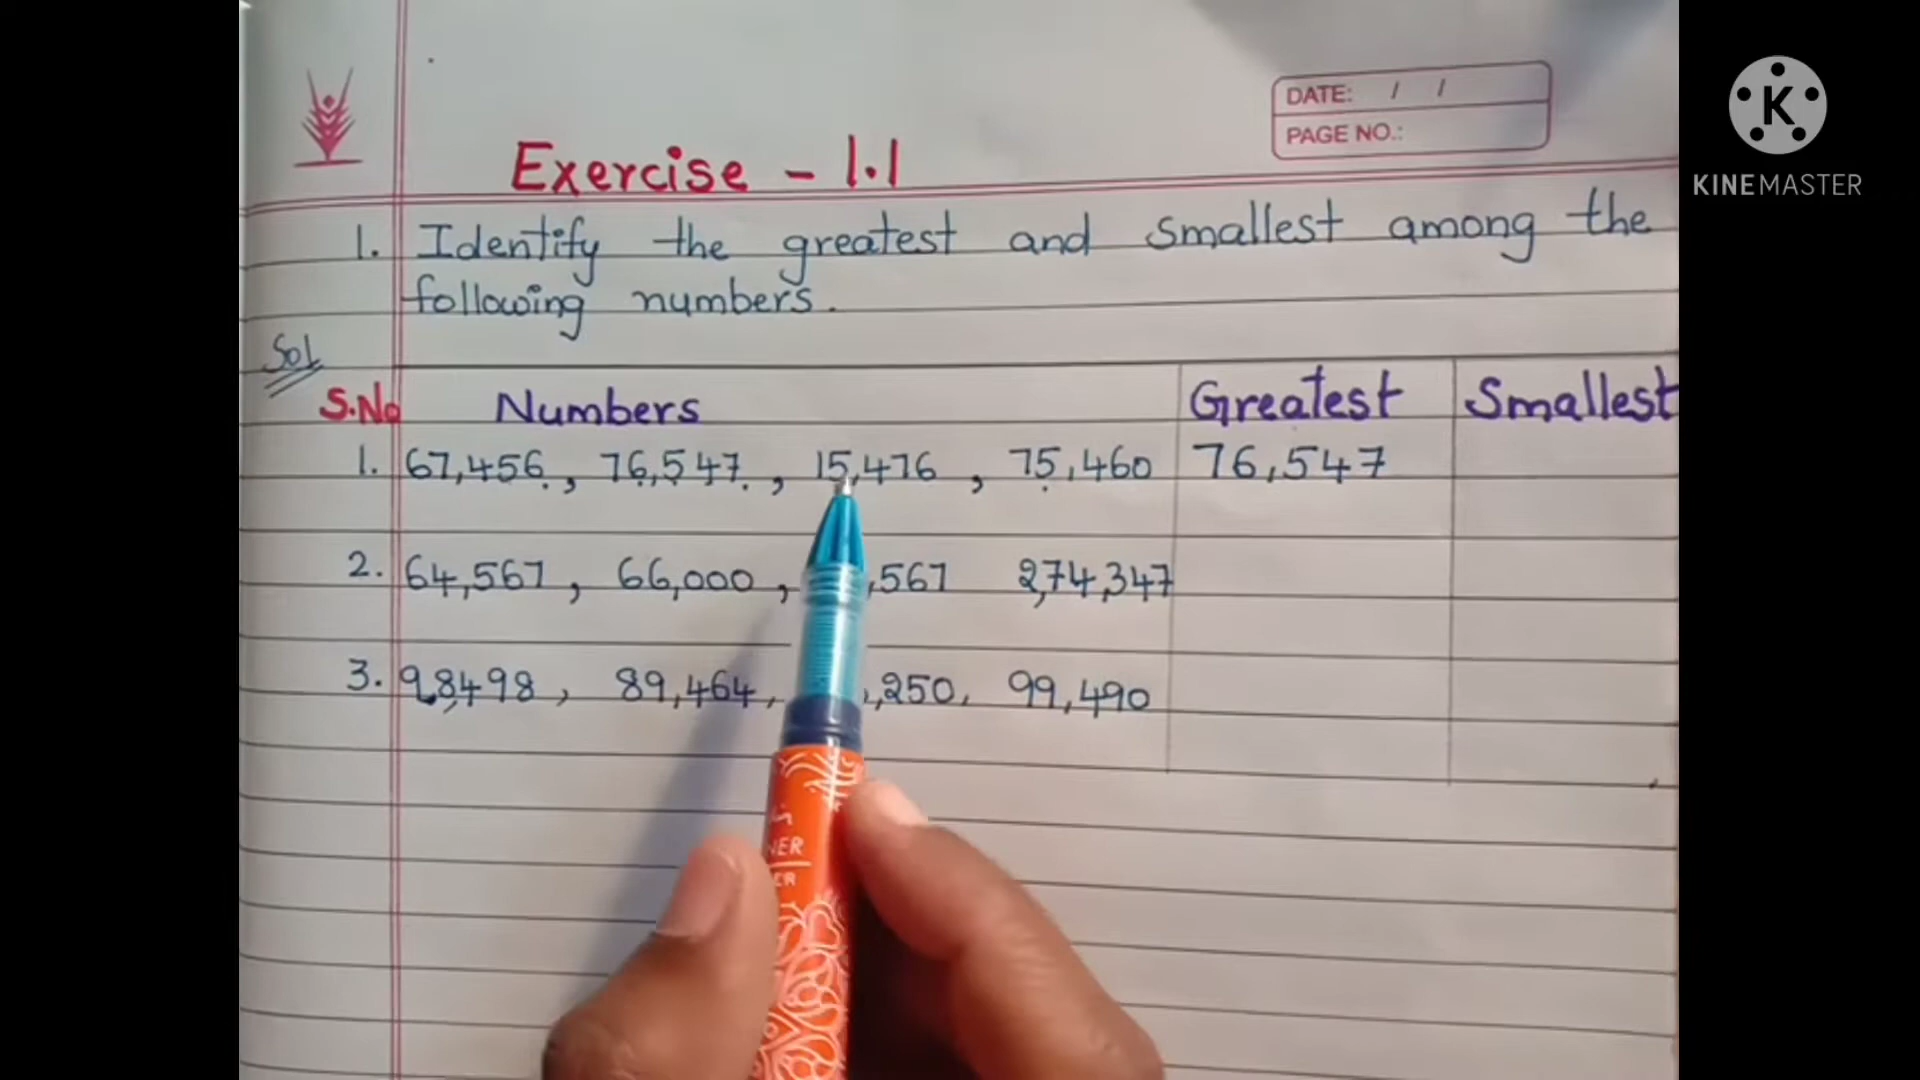 DATE: / /
PAGE NO.:
KINEMASTER
Exercise - 1.1
1. Identify the greatest and smallest among the
following numbers.
Sol
S.No Numbers Greatest Smallest
1. 67,456, 76,547, 15,476, 75,460 76,547
2. 64,567, 66,000, ,567 2,74,347
3. 98,498, 89,464, ,250, 99,490